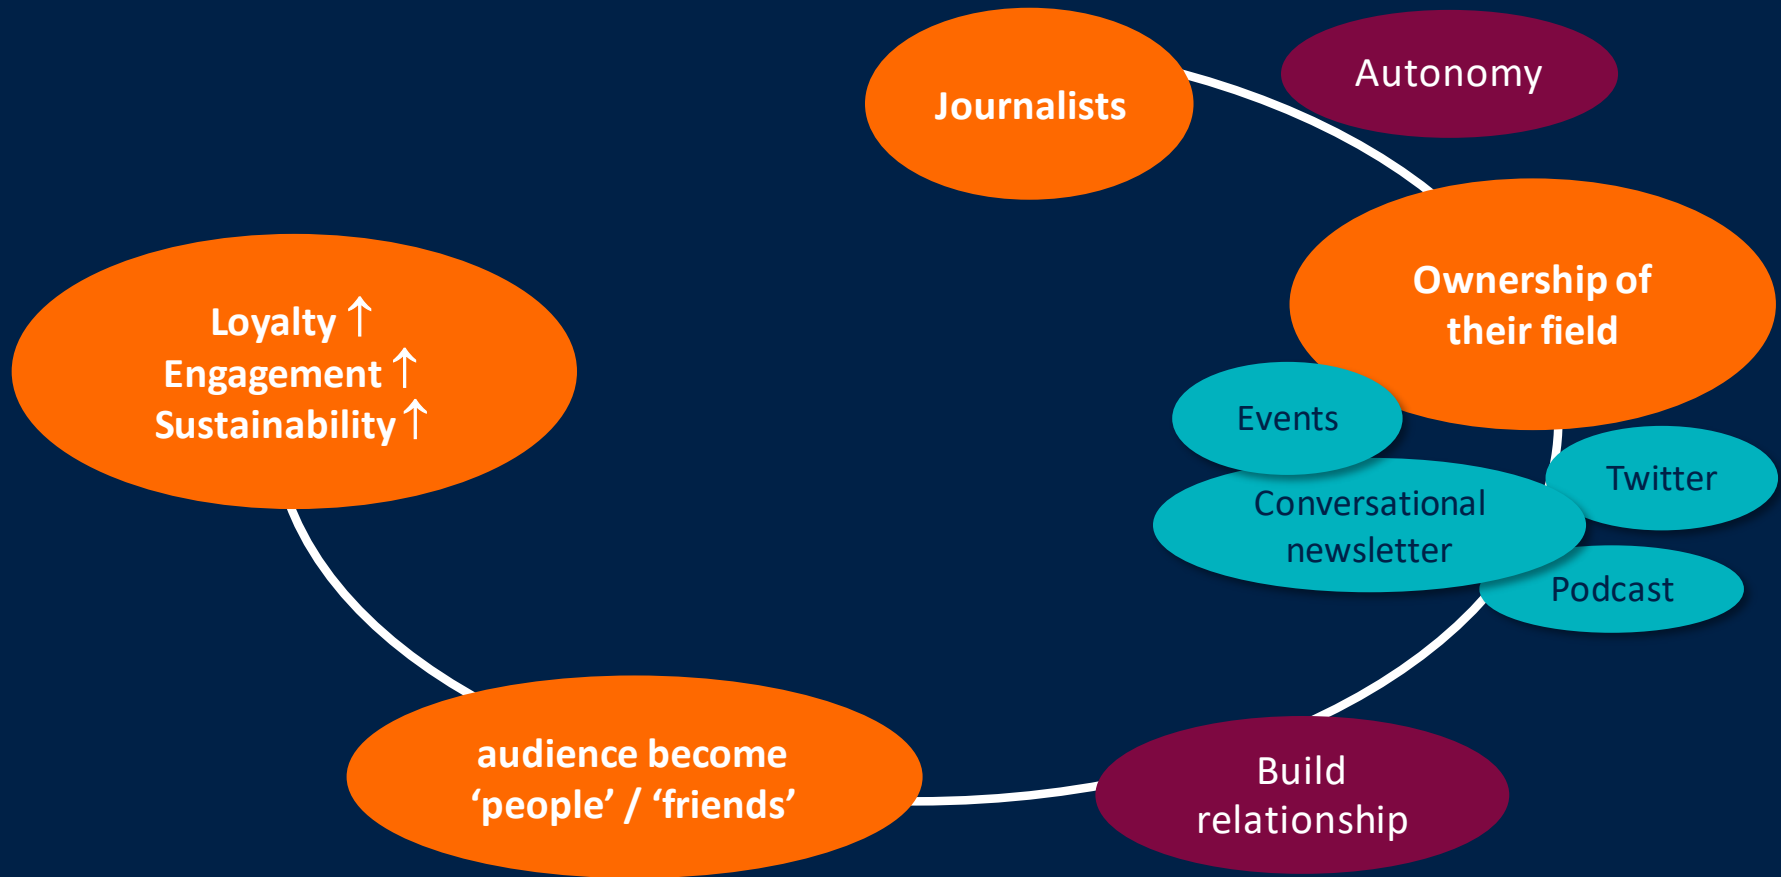 Journalists
Autonomy
Ownership of
their field
Events
Twitter
Conversational
newsletter
Podcast
Build
relationship
audience become
‘people’ / ‘friends’
Loyalty ↑
Engagement ↑
Sustainability ↑